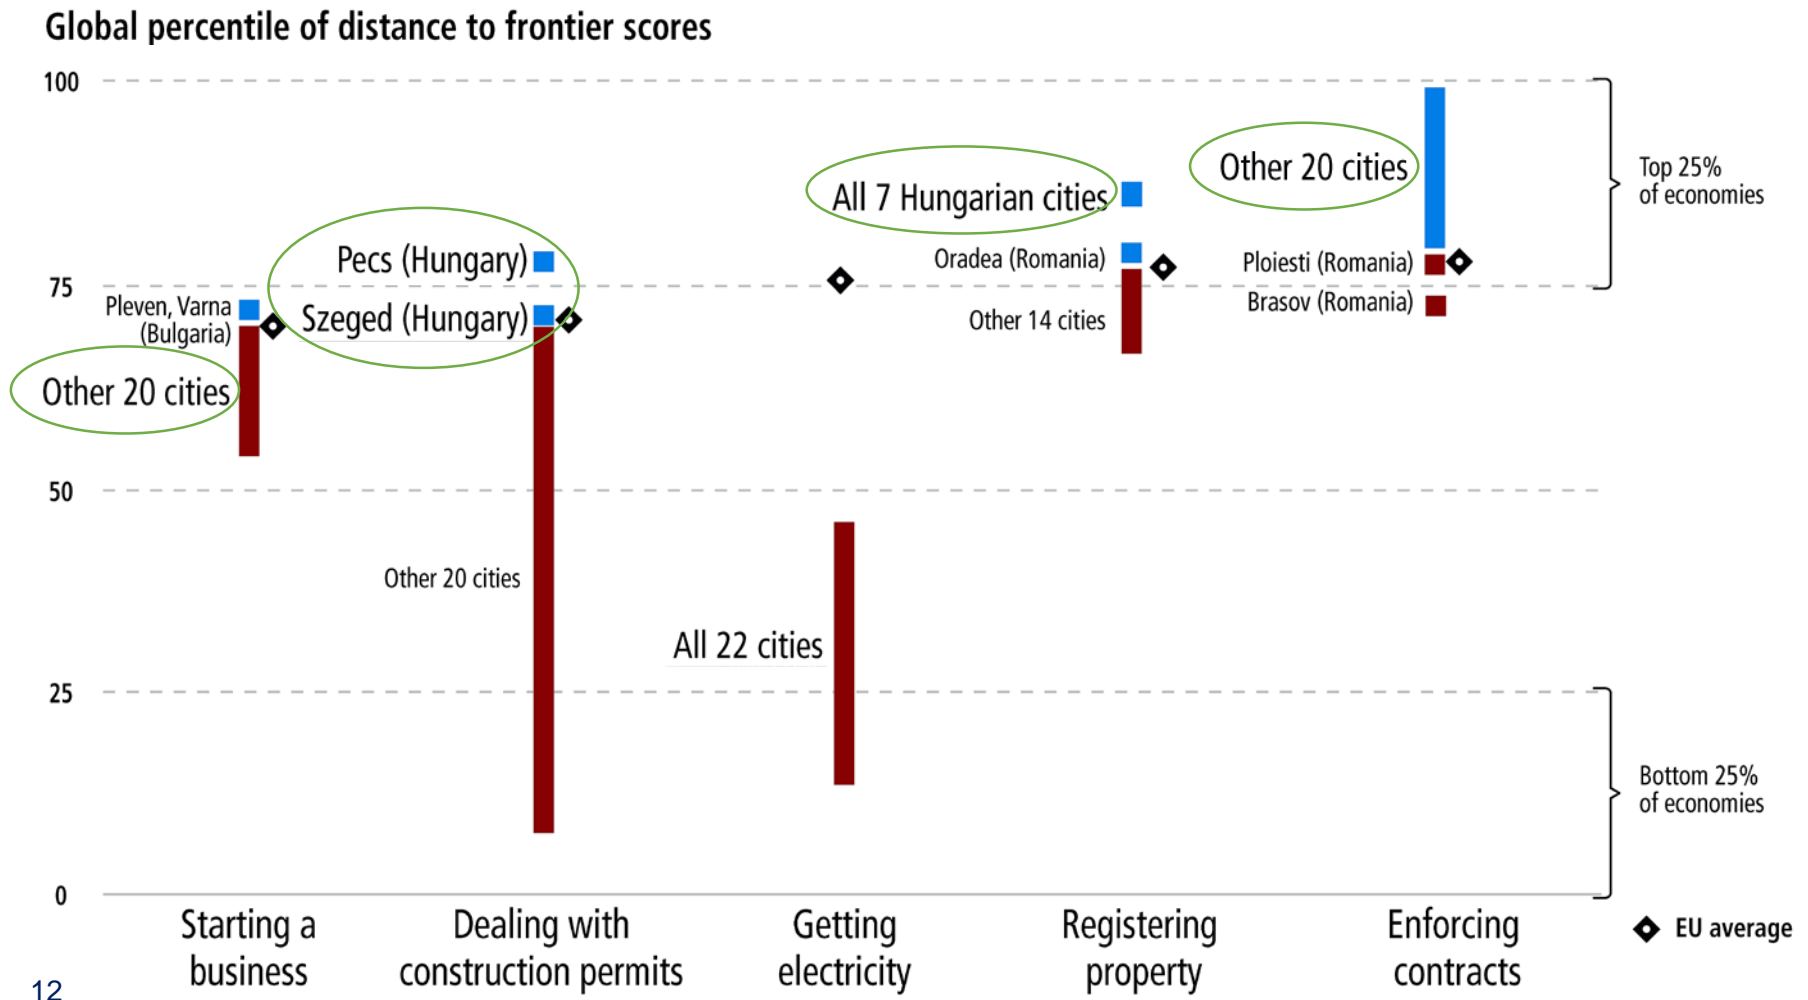 Global percentile of distance to frontier scores
100
75
50
25
0
Pleven, Varna
(Bulgaria)
Other 20 cities
Pecs (Hungary)
Szeged (Hungary)
Other 20 cities
All 22 cities
All 7 Hungarian cities
Oradea (Romania)
Other 14 cities
Other 20 cities
Ploiesti (Romania)
Brasov (Romania)
Top 25%
of economies
Bottom 25%
of economies
Starting a
business
Dealing with
construction permits
Getting
electricity
Registering
property
Enforcing
contracts
EU average
12